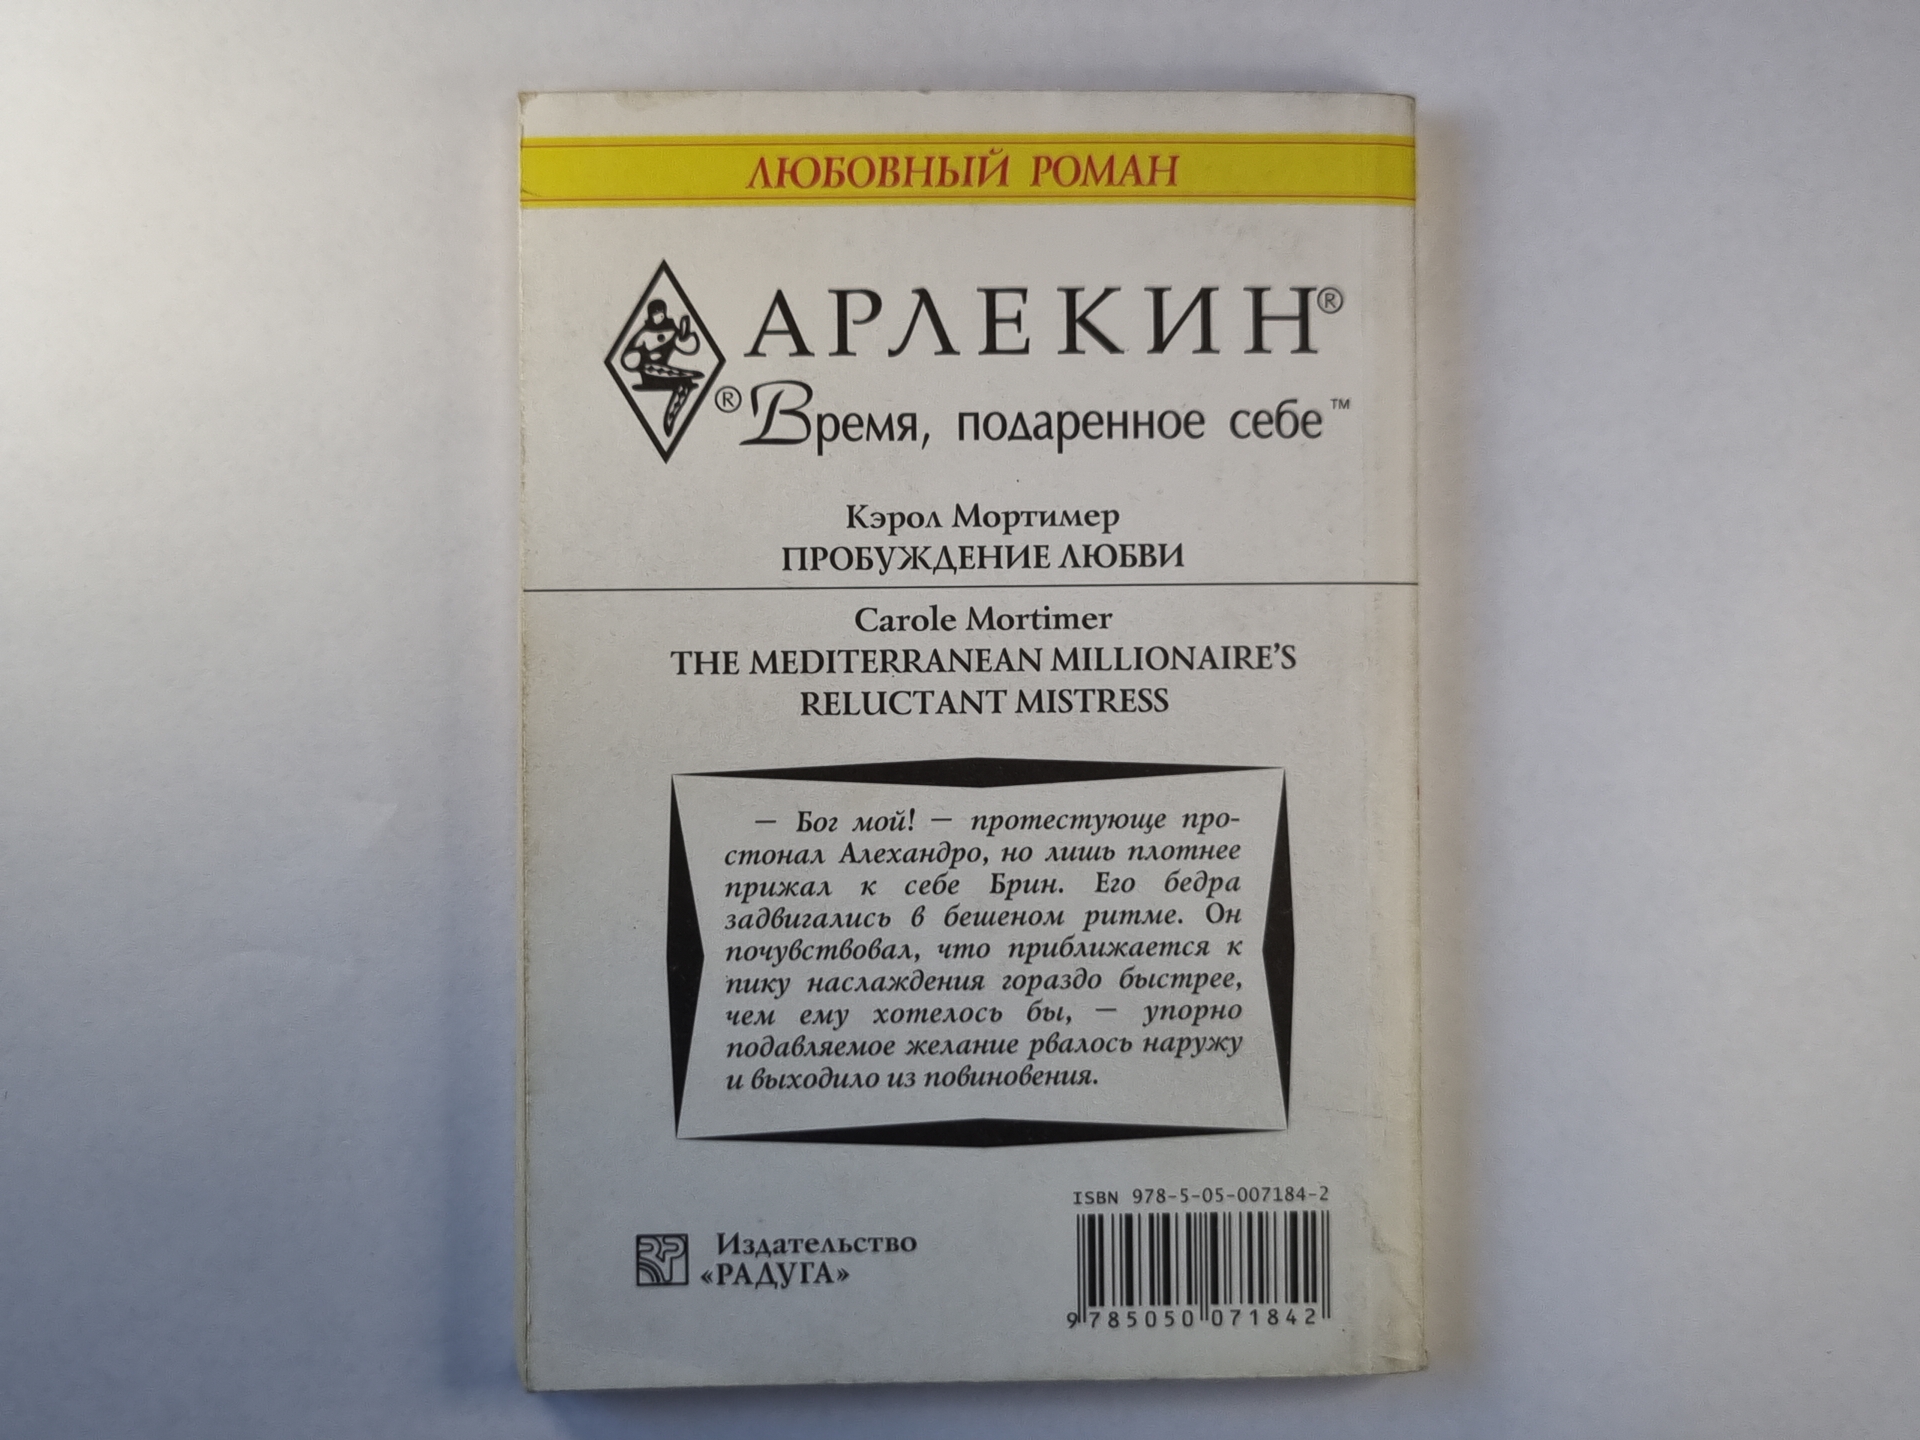 ЛЮБОВНЫЙ РОМАН
АРЛЕКИН®
® Время, подаренное себе™
Кэрол Мортимер
ПРОБУЖДЕНИЕ ЛЮБВИ
Carole Mortimer
THE MEDITERRANEAN MILLIONAIRE'S
RELUCTANT MISTRESS
— Бог мой! — протестующе про-
стонал Алехандро, но лишь плотнее
прижал к себе Брин. Его бедра
задвигались в бешеном ритме. Он
почувствовал, что приближается к
пику наслаждения гораздо быстрее,
чем ему хотелось бы, — упорно
подавляемое желание рвалось наружу
и выходило из повиновения.
ISBN 978-5-05-007184-2
Издательство
«РАДУГА»
9 785050 071842